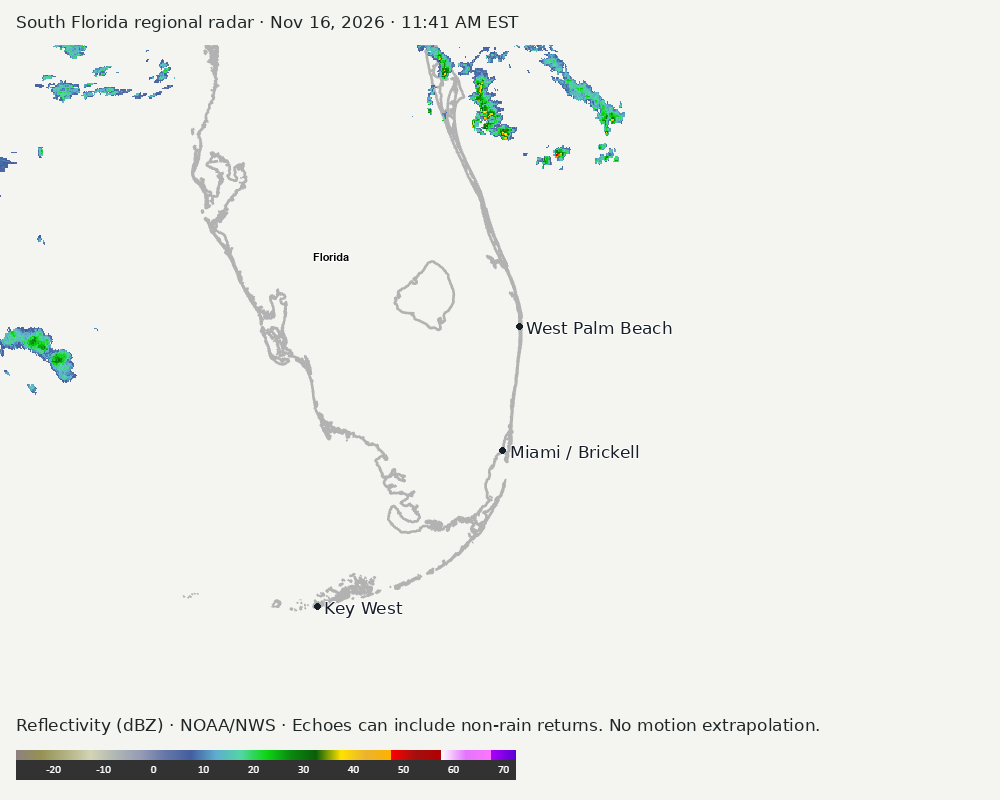 South Florida regional radar · Nov 16, 2026 · 11:41 AM EST
Florida
West Palm Beach
Miami / Brickell
Key West
Reflectivity (dBZ) · NOAA/NWS · Echoes can include non-rain returns. No motion extrapolation.
-20 -10 0 10 20 30 40 50 60 70